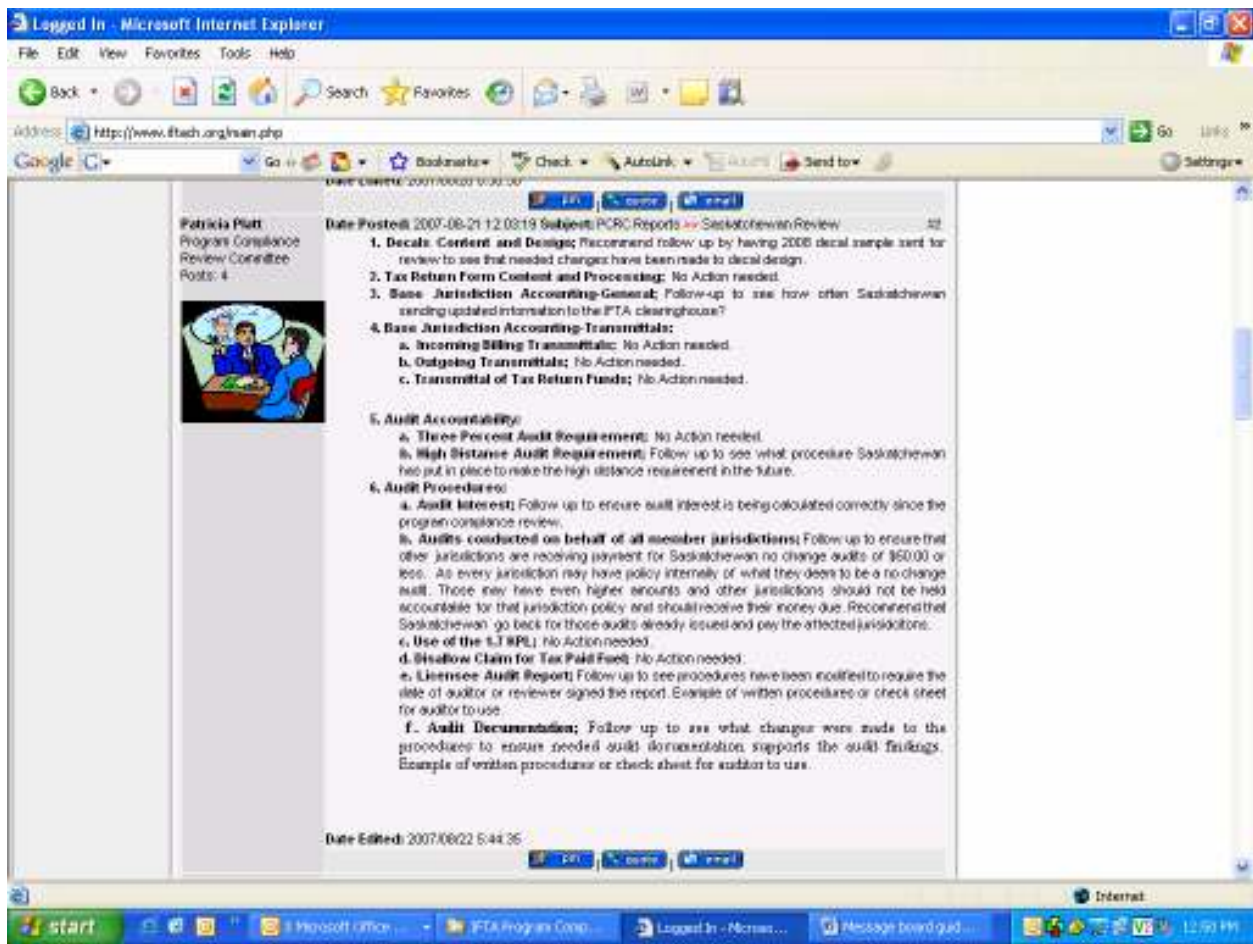 Logged In - Microsoft Internet Explorer
File Edit View Favorites Tools Help
Back Search Favorites
Address http://www.iftach.org/main.php Go Links
Google Go Bookmarks Check AutoLink Send to Settings
pm quote email
Patricia Platt
Program Compliance
Review Committee
Posts: 4
Date Posted: 2007-08-21 12:03:19 Subject: PCRC Reports >> Saskatchewan Review
1. Decals Content and Design; Recommend follow up by having 2008 decal sample sent for
review to see that needed changes have been made to decal design.
2. Tax Return Form Content and Processing; No Action needed.
3. Base Jurisdiction Accounting-General; Follow-up to see how often Saskatchewan
sending updated information to the IFTA clearinghouse?
4. Base Jurisdiction Accounting-Transmittals:
a. Incoming Billing Transmittals; No Action needed.
b. Outgoing Transmittals; No Action needed.
c. Transmittal of Tax Return Funds; No Action needed.
5. Audit Accountability:
a. Three Percent Audit Requirement; No Action needed.
b. High Distance Audit Requirement; Follow up to see what procedure Saskatchewan
has put in place to make the high distance requirement in the future.
6. Audit Procedures:
a. Audit Interest; Follow up to ensure audit interest is being calculated correctly since the
program compliance review.
b. Audits conducted on behalf of all member jurisdictions; Follow up to ensure that
other jurisdictions are receiving payment for Saskatchewan no change audits of $60.00 or
less. As every jurisdiction may have policy internally of what they deem to be a no change
audit. Those may have even higher amounts and other jurisdictions should not be held
accountable for that jurisdiction policy and should receive their money due. Recommend that
Saskatchewan go back for those audits already issued and pay the affected jurisidcitions.
c. Use of the 1.7 KPL; No Action needed.
d. Disallow Claim for Tax Paid Fuel; No Action needed.
e. Licensee Audit Report; Follow up to see procedures have been modified to require the
date of auditor or reviewer signed the report. Example of written procedures or check sheet
for auditor to use.
f. Audit Documentation; Follow up to see what changes were made to the
procedures to ensure needed audit documentation supports the audit findings.
Example of written procedures or check sheet for auditor to use.
Date Edited: 2007/08/22 5:44:35
pm quote email
Internet
start Microsoft Office ... IFTA Program Comp... Logged In - Micros... Message board guid... 12:50 PM